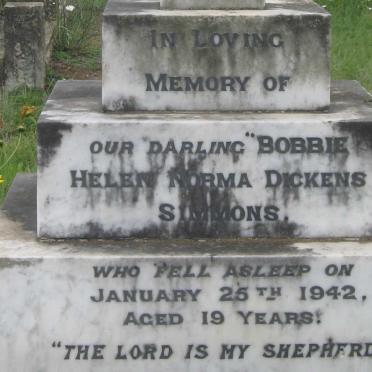 IN LOVING
MEMORY OF
OUR DARLING "BOBBIE
HELEN NORMA DICKENS
SIMMONS.
WHO FELL ASLEEP ON
JANUARY 25TH 1942,
AGED 19 YEARS.
"THE LORD IS MY SHEPHERD